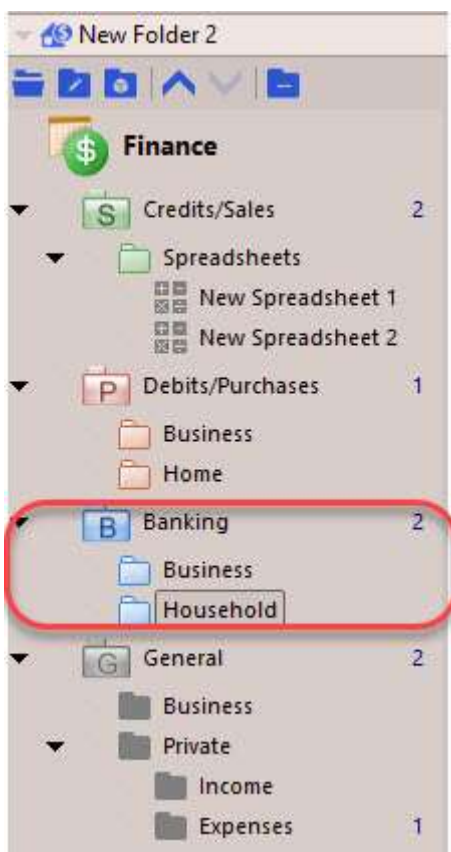 New Folder 2
$ Finance
S Credits/Sales 2
Spreadsheets
New Spreadsheet 1
New Spreadsheet 2
P Debits/Purchases 1
Business
Home
B Banking 2
Business
Household
G General 2
Business
Private
Income
Expenses 1